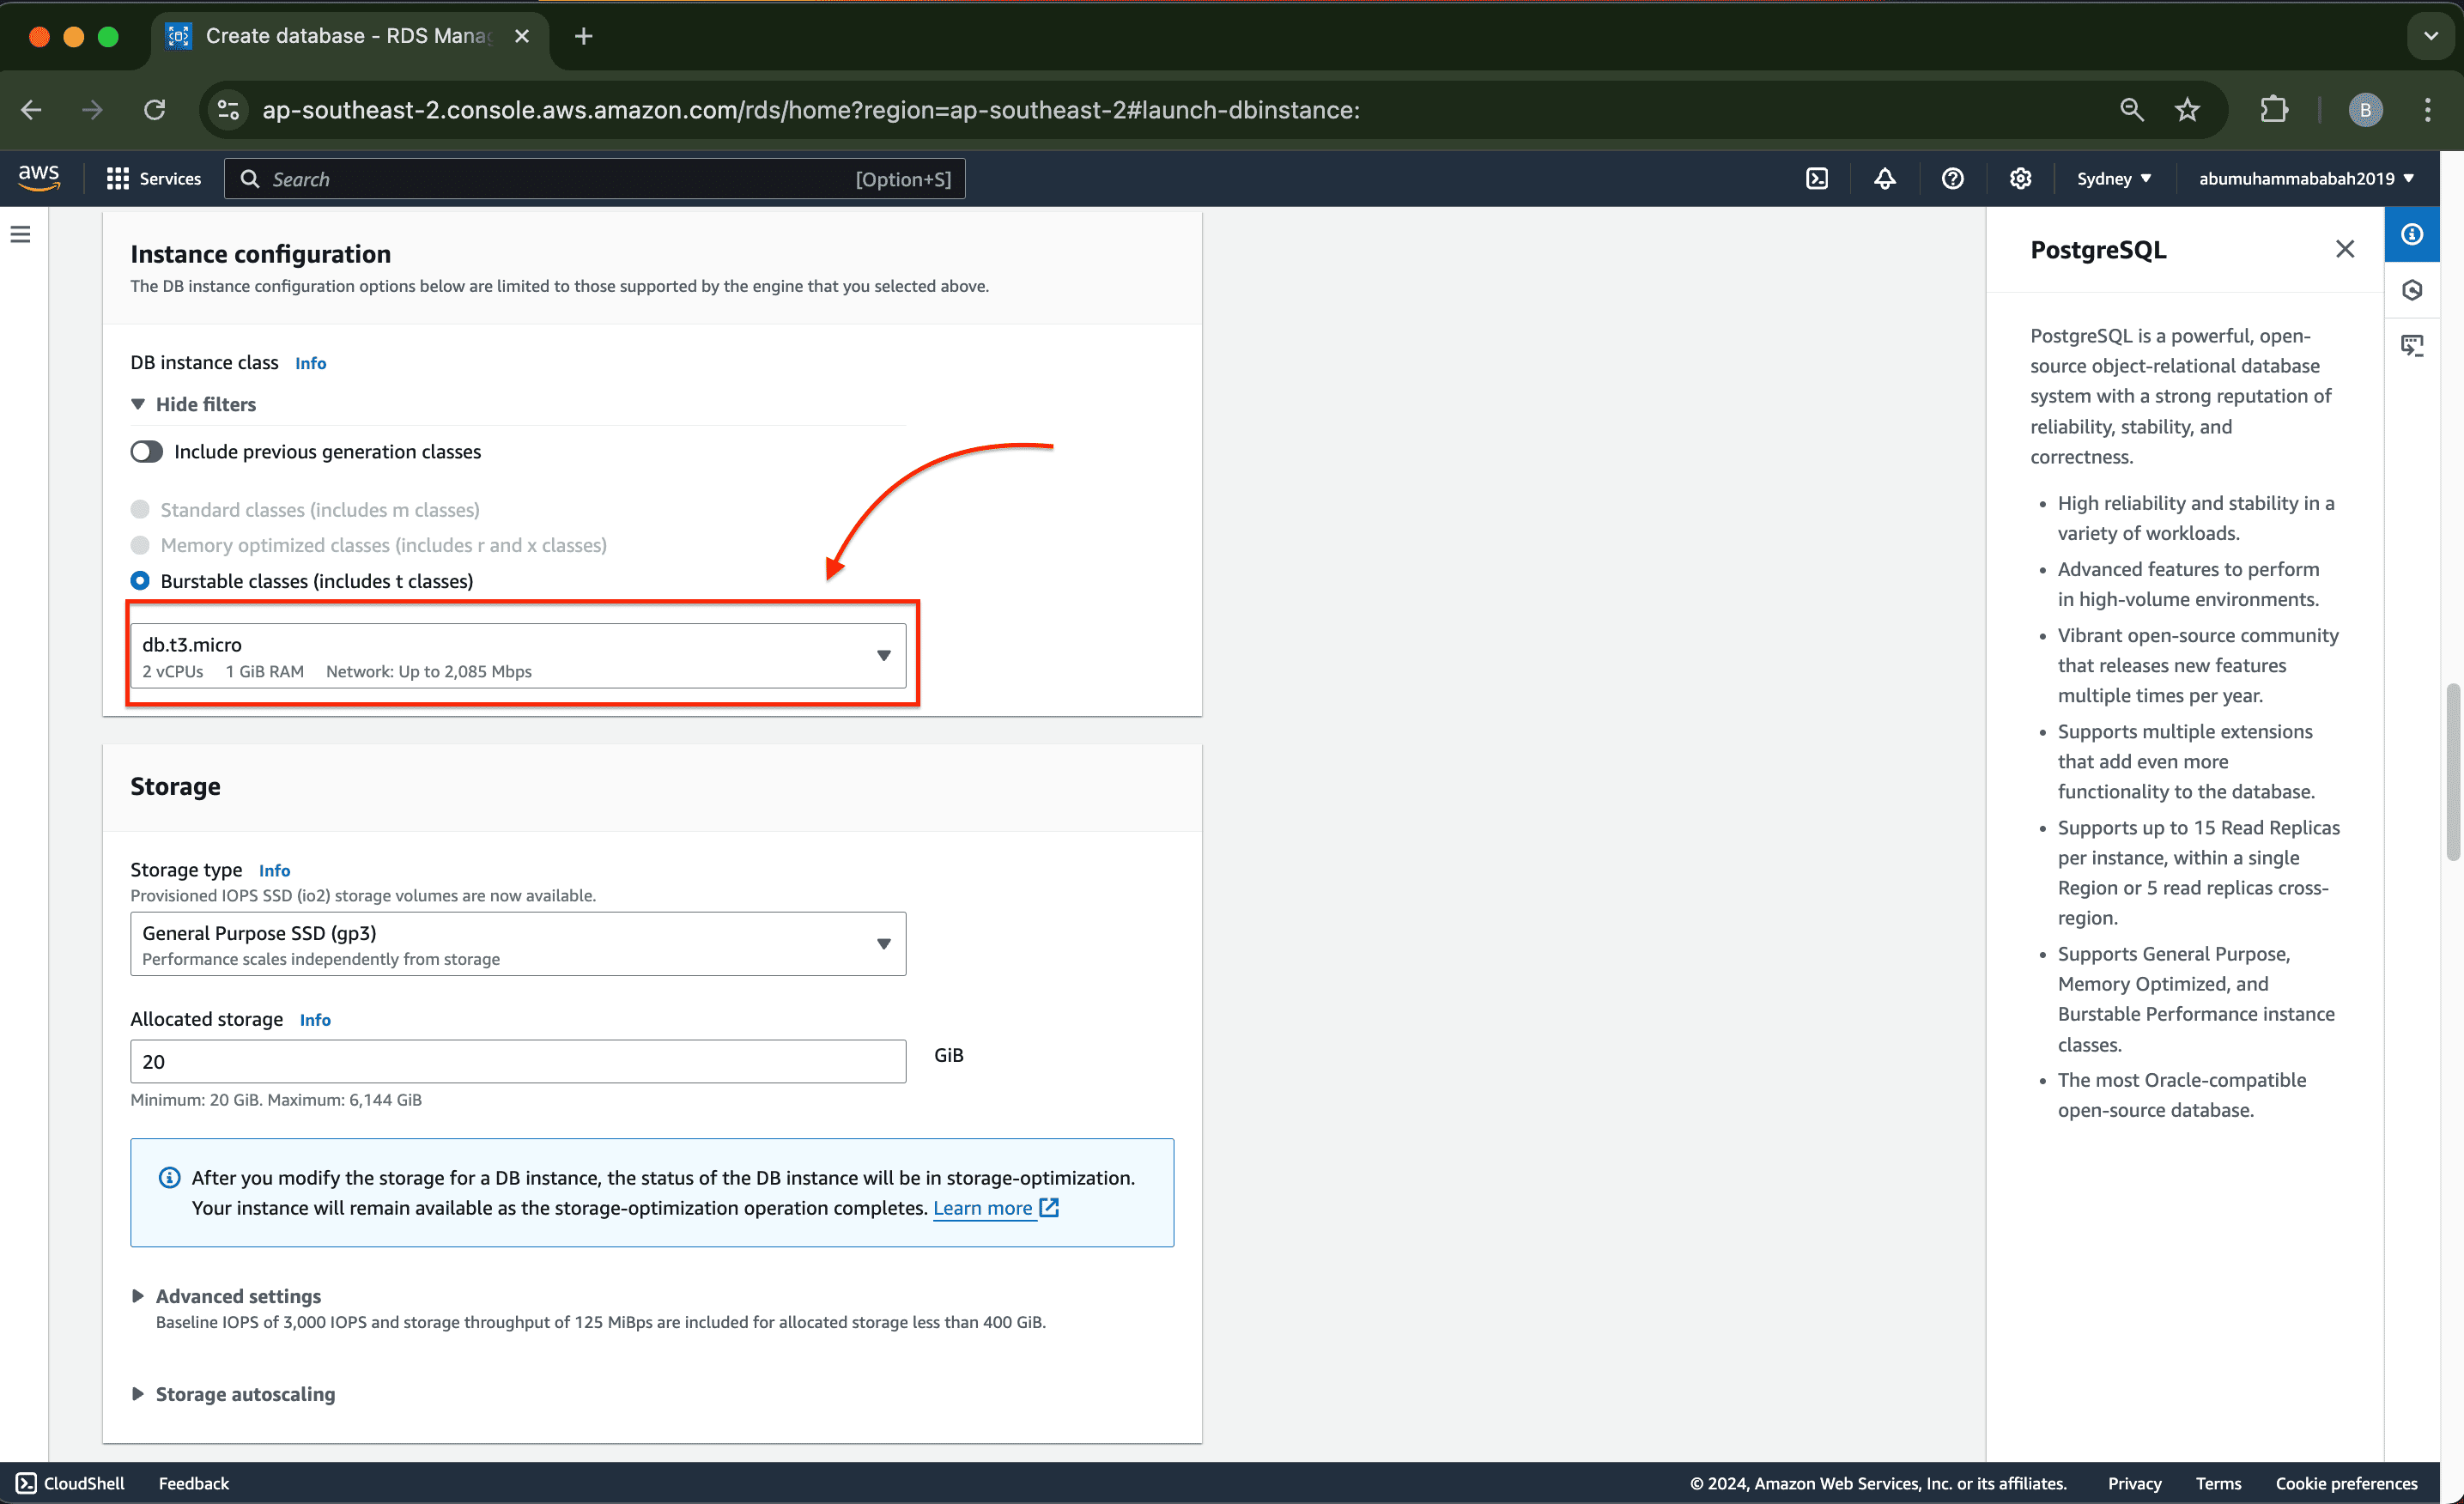 Create database - RDS Mana
ap-southeast-2.console.aws.amazon.com/rds/home?region=ap-southeast-2#launch-dbinstance:
B
aws
Services
Search
[Option+S]
Sydney
abumuhammababah2019
Instance configuration
The DB instance configuration options below are limited to those supported by the engine that you selected above.
DB instance class Info
Hide filters
Include previous generation classes
Standard classes (includes m classes)
Memory optimized classes (includes r and x classes)
Burstable classes (includes t classes)
db.t3.micro
2 vCPUs 1 GiB RAM Network: Up to 2,085 Mbps
Storage
Storage type Info
Provisioned IOPS SSD (io2) storage volumes are now available.
General Purpose SSD (gp3)
Performance scales independently from storage
Allocated storage Info
20
GiB
Minimum: 20 GiB. Maximum: 6,144 GiB
After you modify the storage for a DB instance, the status of the DB instance will be in storage-optimization.
Your instance will remain available as the storage-optimization operation completes. Learn more
Advanced settings
Baseline IOPS of 3,000 IOPS and storage throughput of 125 MiBps are included for allocated storage less than 400 GiB.
Storage autoscaling
PostgreSQL
PostgreSQL is a powerful, open-
source object-relational database
system with a strong reputation of
reliability, stability, and
correctness.
• High reliability and stability in a
variety of workloads.
• Advanced features to perform
in high-volume environments.
• Vibrant open-source community
that releases new features
multiple times per year.
• Supports multiple extensions
that add even more
functionality to the database.
• Supports up to 15 Read Replicas
per instance, within a single
Region or 5 read replicas cross-
region.
• Supports General Purpose,
Memory Optimized, and
Burstable Performance instance
classes.
• The most Oracle-compatible
open-source database.
CloudShell
Feedback
© 2024, Amazon Web Services, Inc. or its affiliates.
Privacy
Terms
Cookie preferences